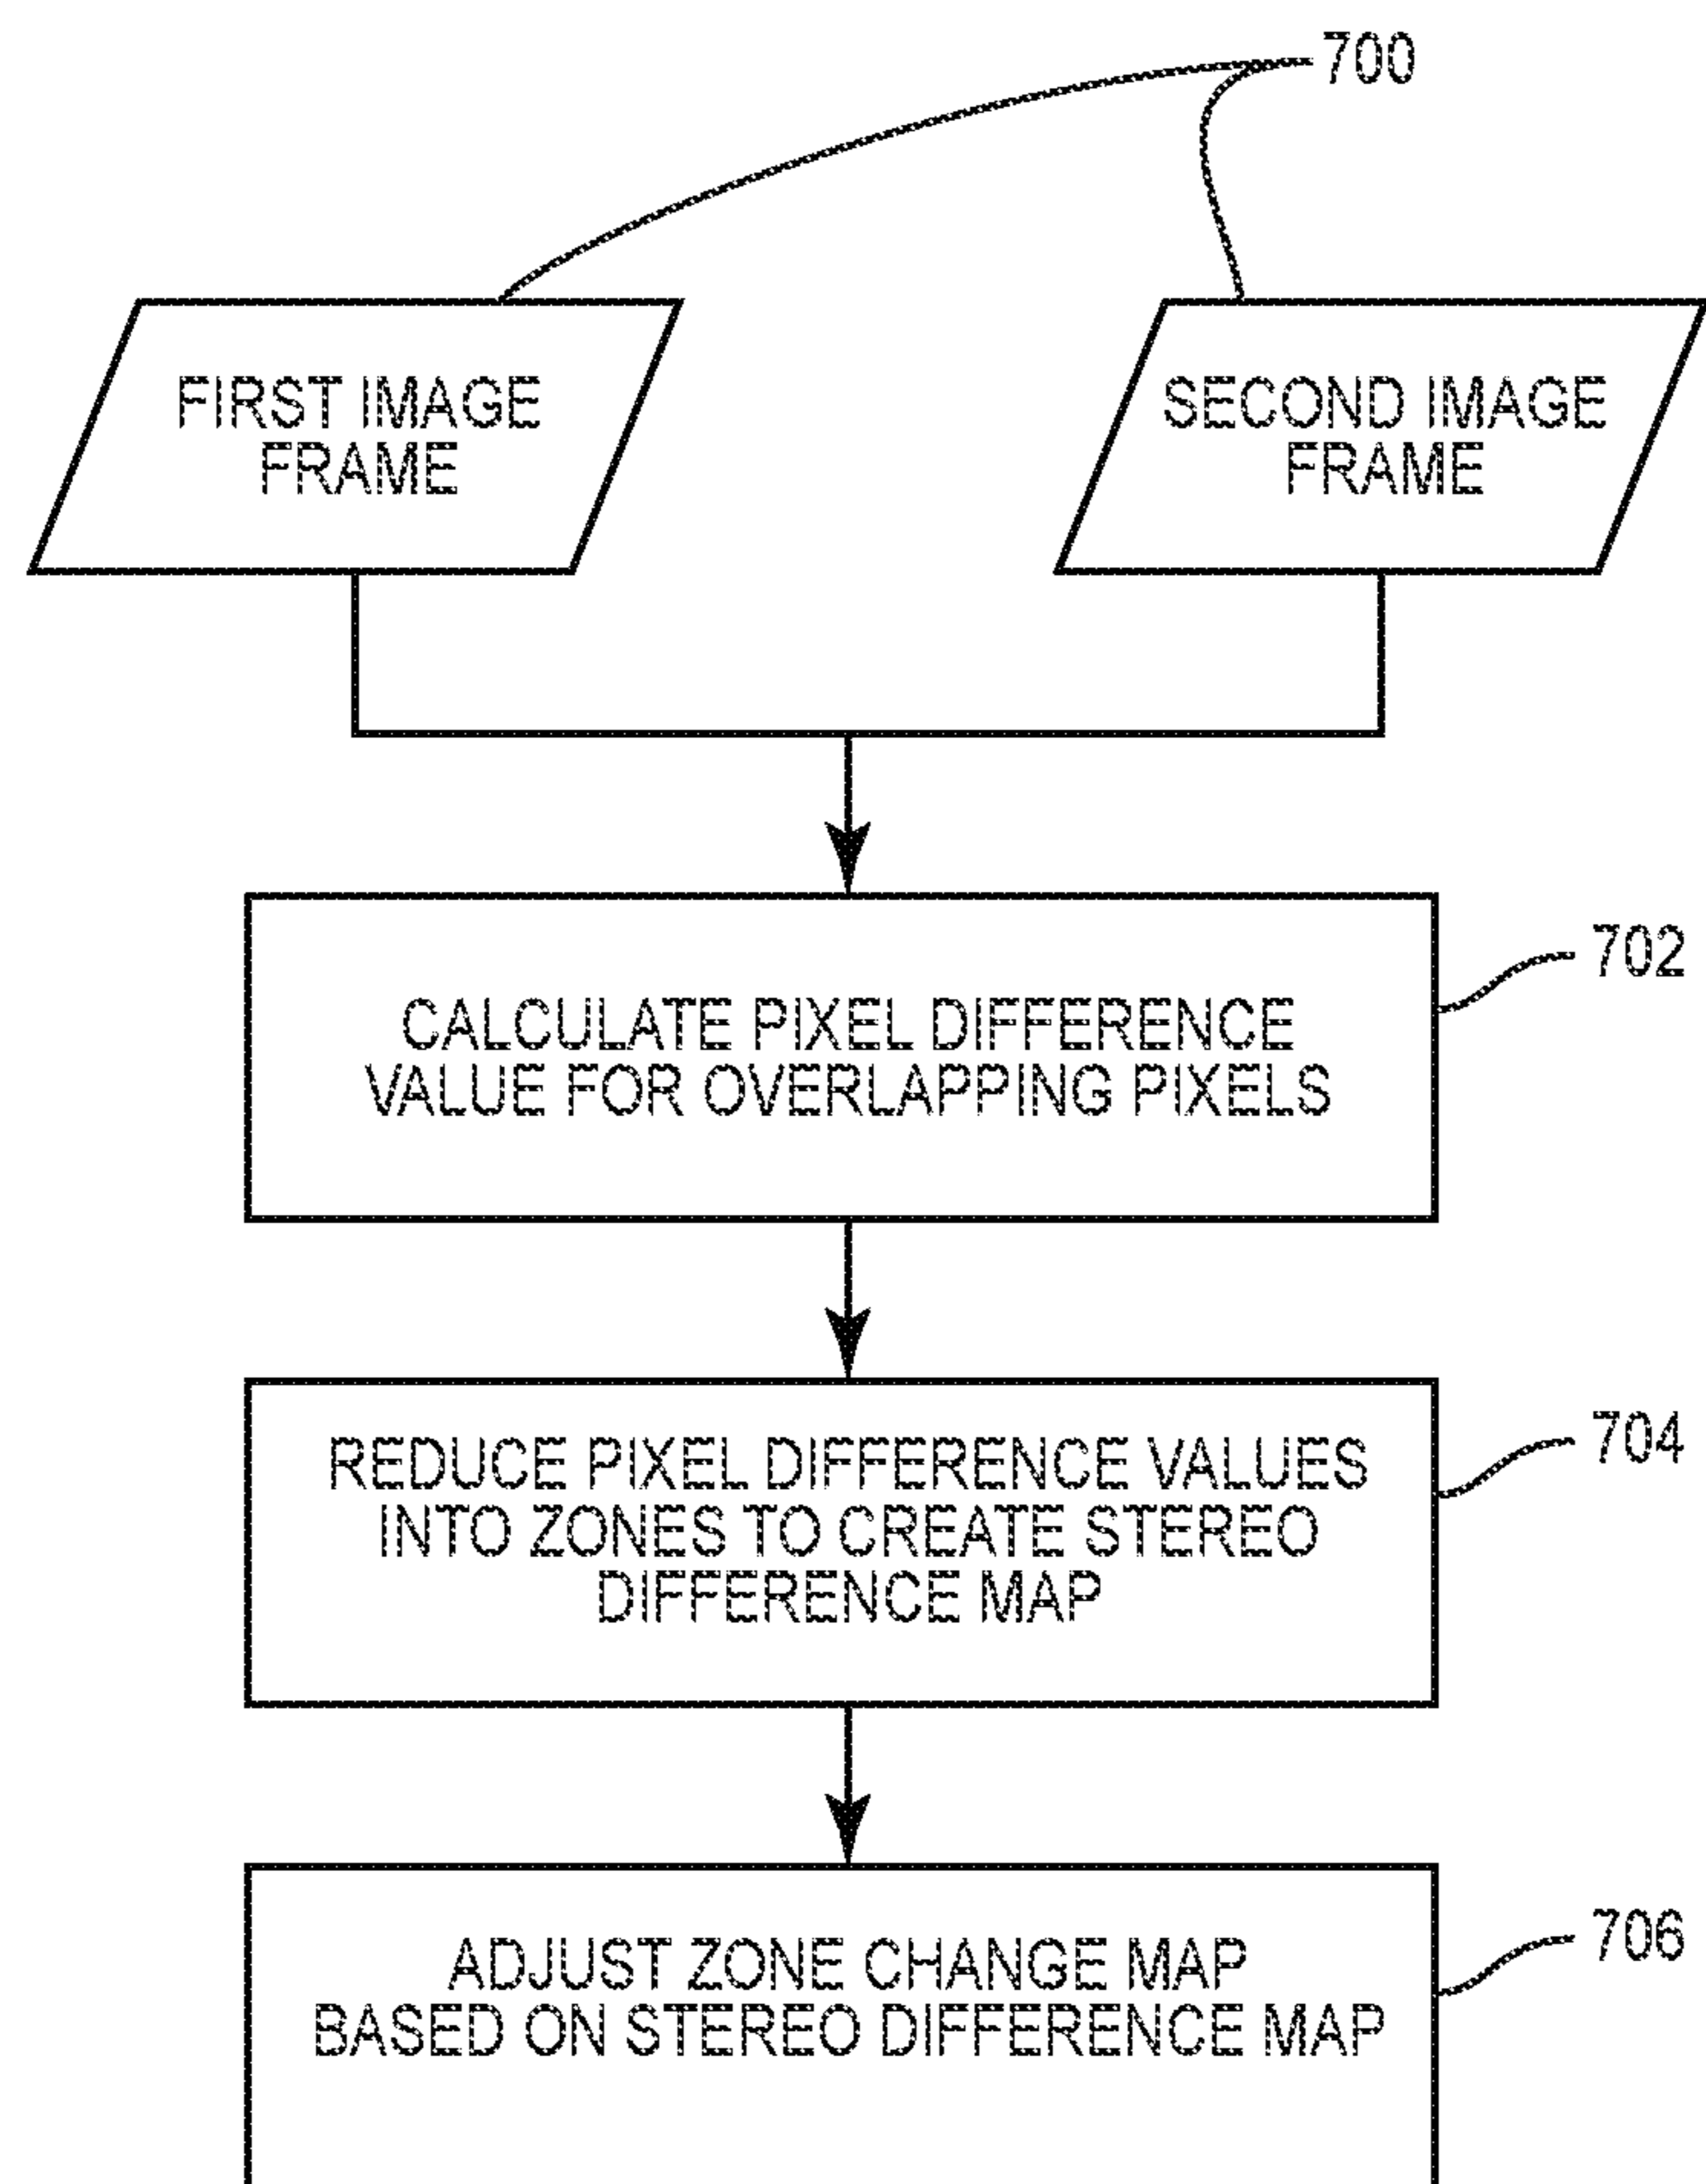 700
FIRST IMAGE
FRAME
SECOND IMAGE
FRAME
702
CALCULATE PIXEL DIFFERENCE
VALUE FOR OVERLAPPING PIXELS
704
REDUCE PIXEL DIFFERENCE VALUES
INTO ZONES TO CREATE STEREO
DIFFERENCE MAP
706
ADJUST ZONE CHANGE MAP
BASED ON STEREO DIFFERENCE MAP